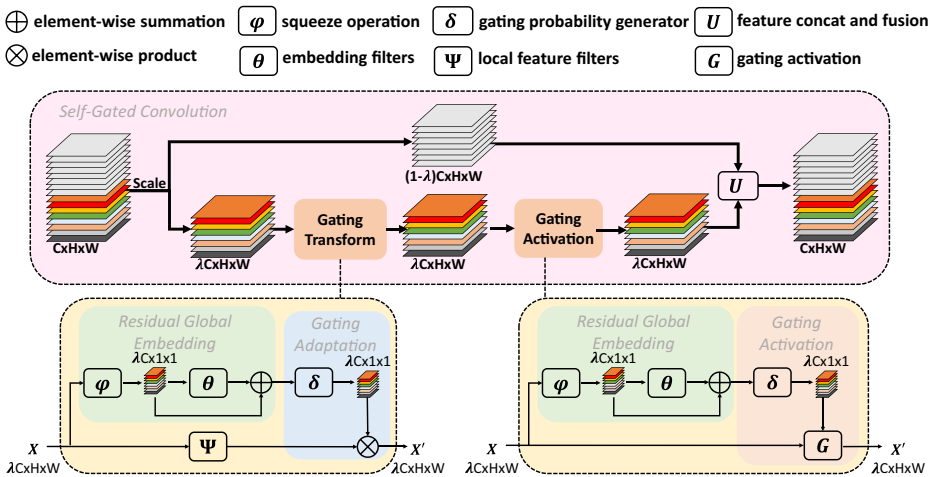 ⊕ element-wise summation
φ squeeze operation
δ gating probability generator
U feature concat and fusion
⊗ element-wise product
θ embedding filters
Ψ local feature filters
G gating activation
Self-Gated Convolution
Scale
CxHxW
(1-λ)CxHxW
λCxHxW
Gating
Transform
λCxHxW
Gating
Activation
λCxHxW
U
CxHxW
Residual Global
Embedding
Gating
Adaptation
λCx1x1
λCx1x1
φ
θ
δ
X
Ψ
X′
λCxHxW
λCxHxW
Residual Global
Embedding
Gating
Activation
λCx1x1
λCx1x1
φ
θ
δ
X
G
X′
λCxHxW
λCxHxW